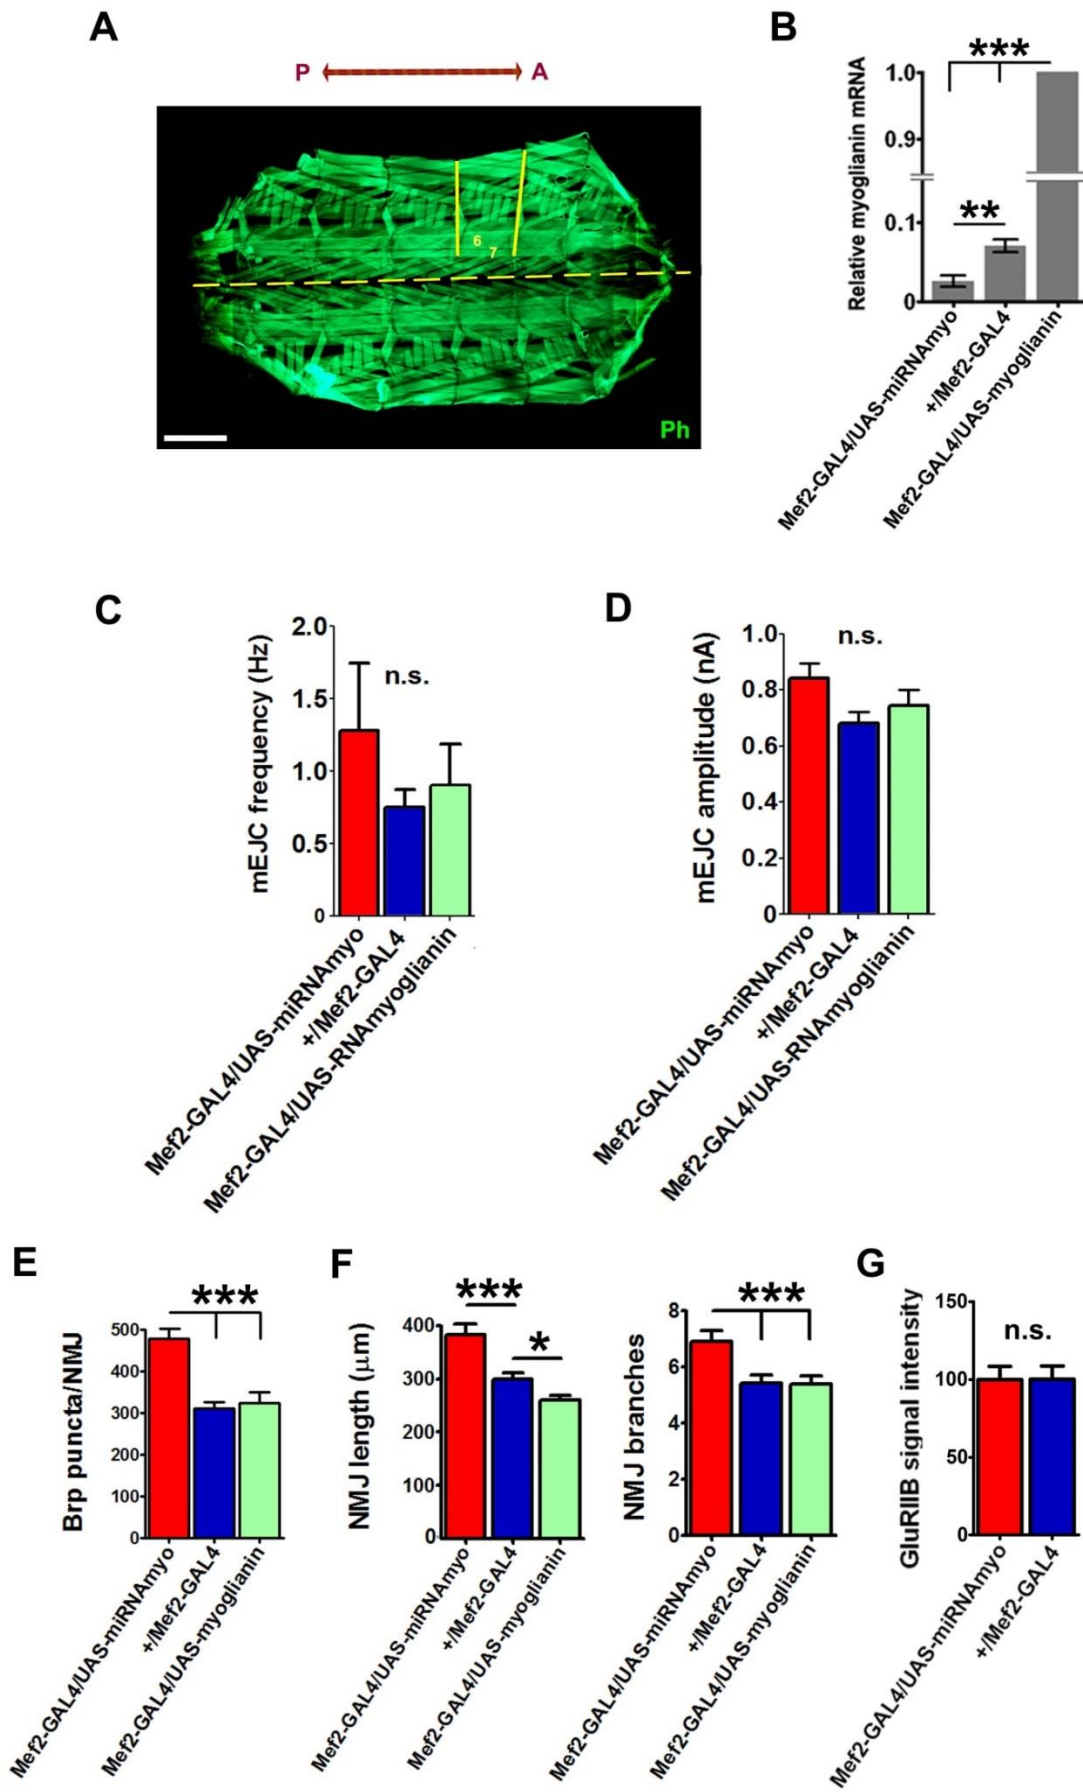 A
P A
6
7
Ph
B
Relative myoglianin mRNA
1.0
0.9
0.1
0
***
**
Mef2-GAL4/UAS-miRNAmyo
+/Mef2-GAL4
Mef2-GAL4/UAS-myoglianin
C
mEJC frequency (Hz)
2.0
1.5
1.0
0.5
0
n.s.
Mef2-GAL4/UAS-miRNAmyo
+/Mef2-GAL4
Mef2-GAL4/UAS-RNAmyoglianin
D
mEJC amplitude (nA)
1.0
0.8
0.6
0.4
0.2
0
n.s.
Mef2-GAL4/UAS-miRNAmyo
+/Mef2-GAL4
Mef2-GAL4/UAS-RNAmyoglianin
E
Brp puncta/NMJ
500
400
300
200
100
0
***
Mef2-GAL4/UAS-miRNAmyo
+/Mef2-GAL4
Mef2-GAL4/UAS-myoglianin
F
NMJ length (μm)
400
300
200
100
0
***
*
Mef2-GAL4/UAS-miRNAmyo
+/Mef2-GAL4
Mef2-GAL4/UAS-myoglianin
NMJ branches
8
6
4
2
0
***
Mef2-GAL4/UAS-miRNAmyo
+/Mef2-GAL4
Mef2-GAL4/UAS-myoglianin
G
GluRIIB signal intensity
150
100
50
0
n.s.
Mef2-GAL4/UAS-miRNAmyo
+/Mef2-GAL4